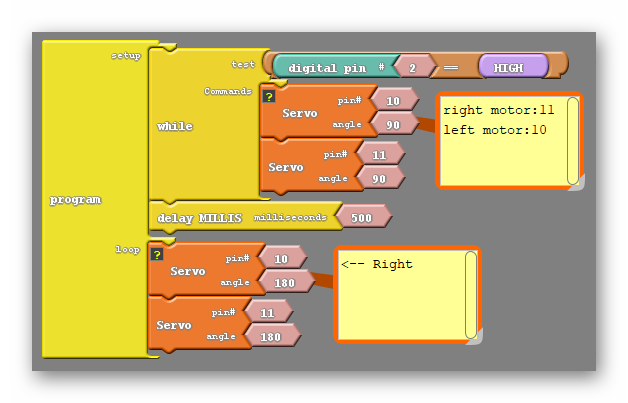 setup
test digital pin # 2 == HIGH
Commands
while
? Servo pin# 10
angle 90
right motor:11
left motor:10
Servo pin# 11
angle 90
program
delay MILLIS milliseconds 500
loop
? Servo pin# 10
angle 180
<-- Right
Servo pin# 11
angle 180